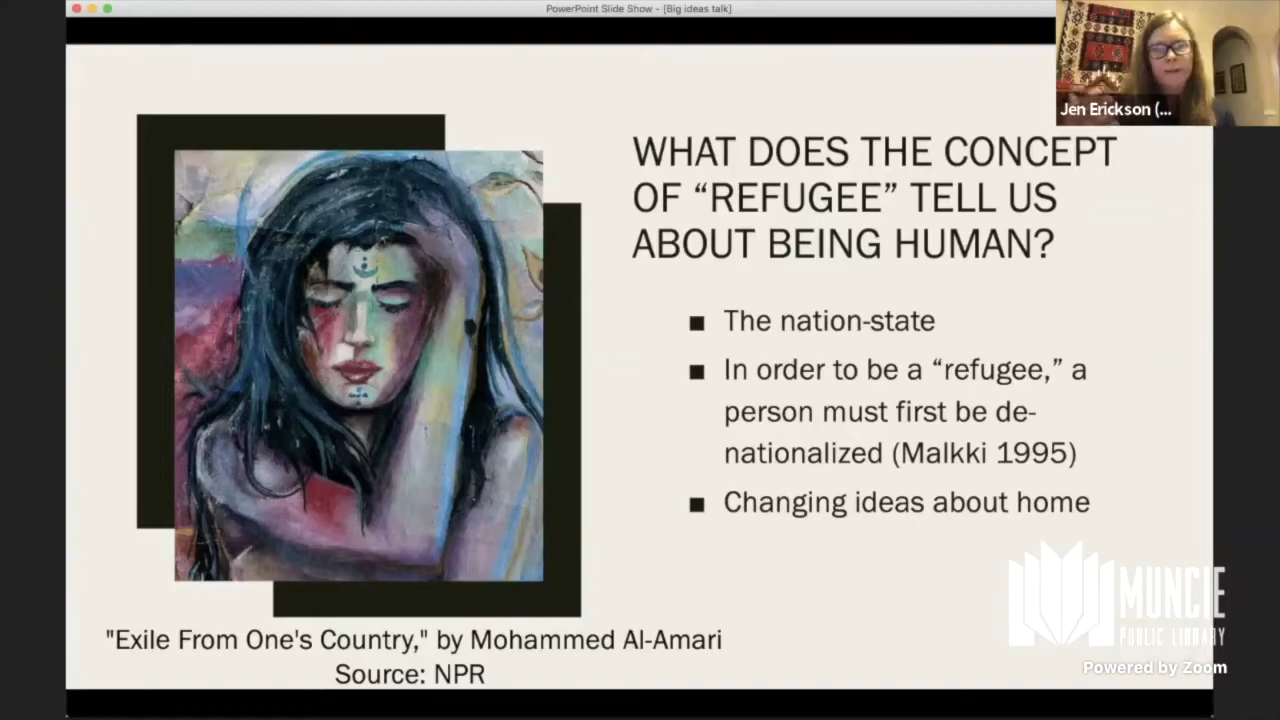 PowerPoint Slide Show - [Big ideas talk]
Jen Erickson (...
WHAT DOES THE CONCEPT
OF “REFUGEE” TELL US
ABOUT BEING HUMAN?
■ The nation-state
■ In order to be a “refugee,” a
person must first be de-
nationalized (Malkki 1995)
■ Changing ideas about home
"Exile From One's Country," by Mohammed Al-Amari
Source: NPR
MUNCIE
PUBLIC LIBRARY
Powered by Zoom